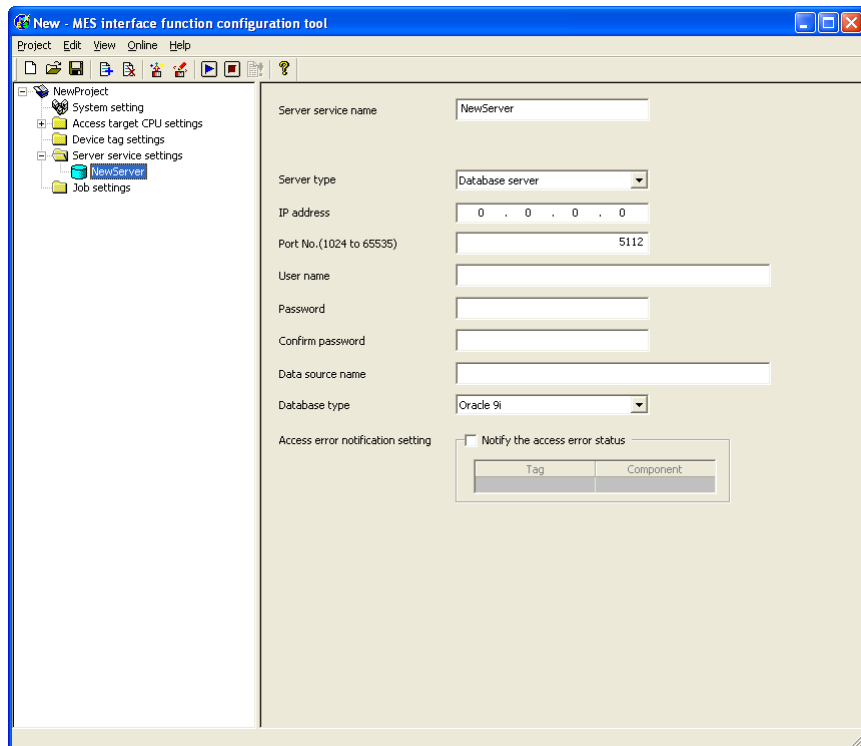 New - MES interface function configuration tool
Project Edit View Online Help
NewProject
System setting
Access target CPU settings
Device tag settings
Server service settings
NewServer
Job settings
Server service name NewServer
Server type Database server
IP address 0 . 0 . 0 . 0
Port No.(1024 to 65535) 5112
User name
Password
Confirm password
Data source name
Database type Oracle 9i
Access error notification setting Notify the access error status
Tag Component